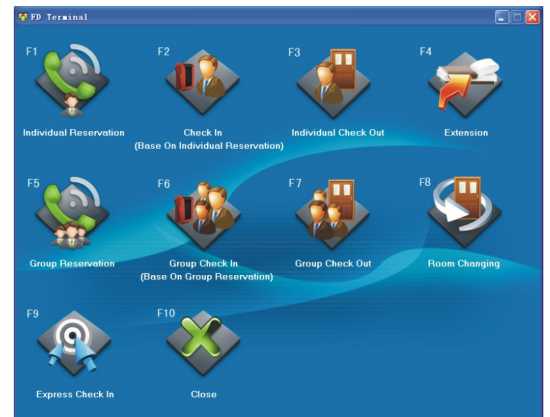 FD Terminal
F1
F2
F3
F4
Individual Reservation
Check In
(Base On Individual Reservation)
Individual Check Out
Extension
F5
F6
F7
F8
Group Reservation
Group Check In
(Base On Group Reservation)
Group Check Out
Room Changing
F9
F10
Express Check In
Close